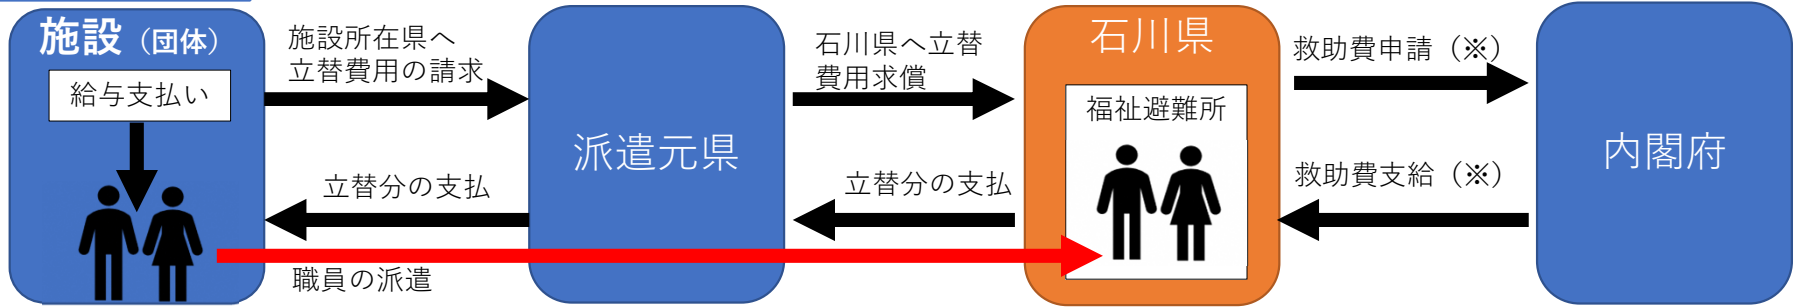 施設（団体）
給与支払い
施設所在県へ
立替費用の請求
立替分の支払
職員の派遣
派遣元県
石川県へ立替
費用求償
立替分の支払
石川県
福祉避難所
救助費申請（※）
救助費支給（※）
内閣府